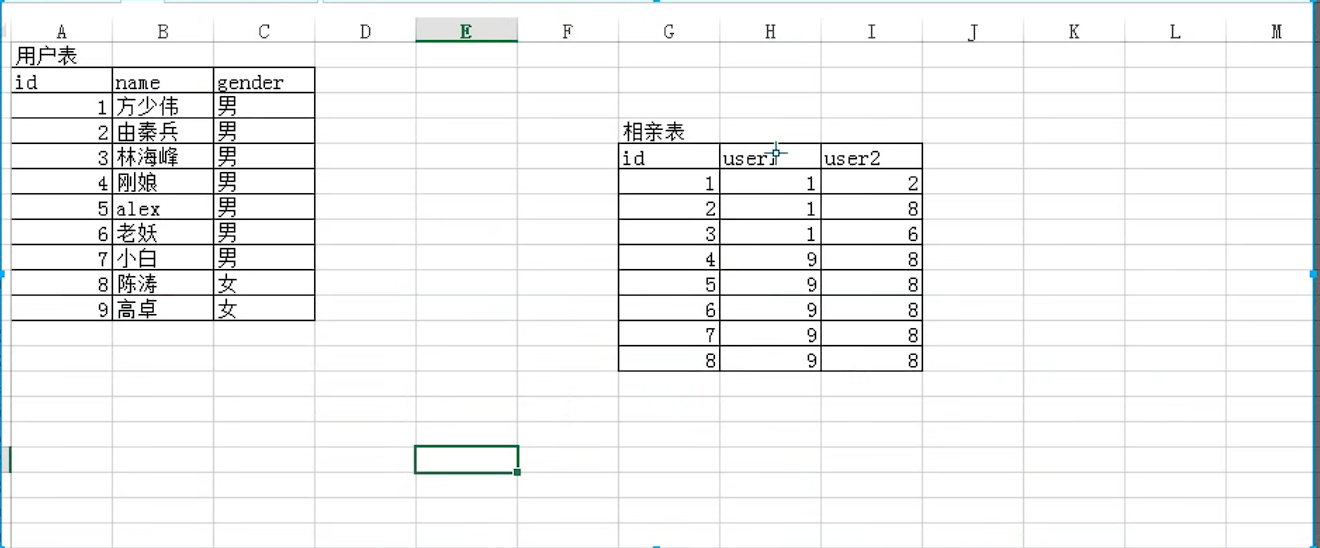 A B C D E F G H I J K L M
用户表
id name gender
1 方少伟 男
2 由秦兵 男
3 林海峰 男
4 刚娘 男
5 alex 男
6 老妖 男
7 小白 男
8 陈涛 女
9 高卓 女
相亲表
id user1 user2
1 1 2
2 1 8
3 1 6
4 9 8
5 9 8
6 9 8
7 9 8
8 9 8